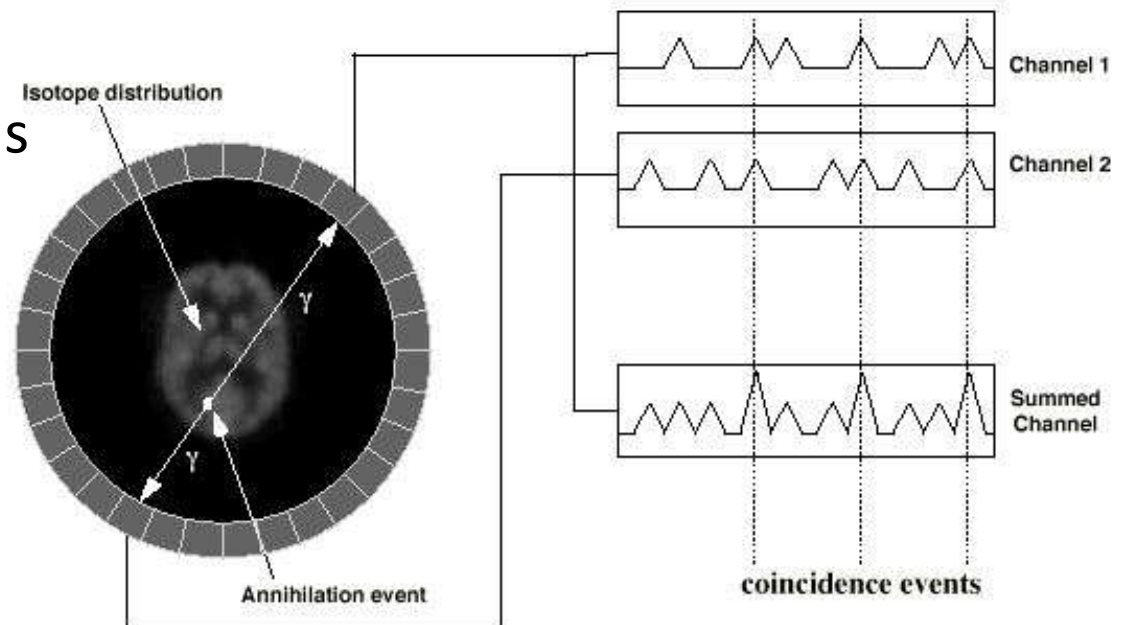 Isotope distribution
s
γ
γ
Annihilation event
Channel 1
Channel 2
Summed
Channel
coincidence events